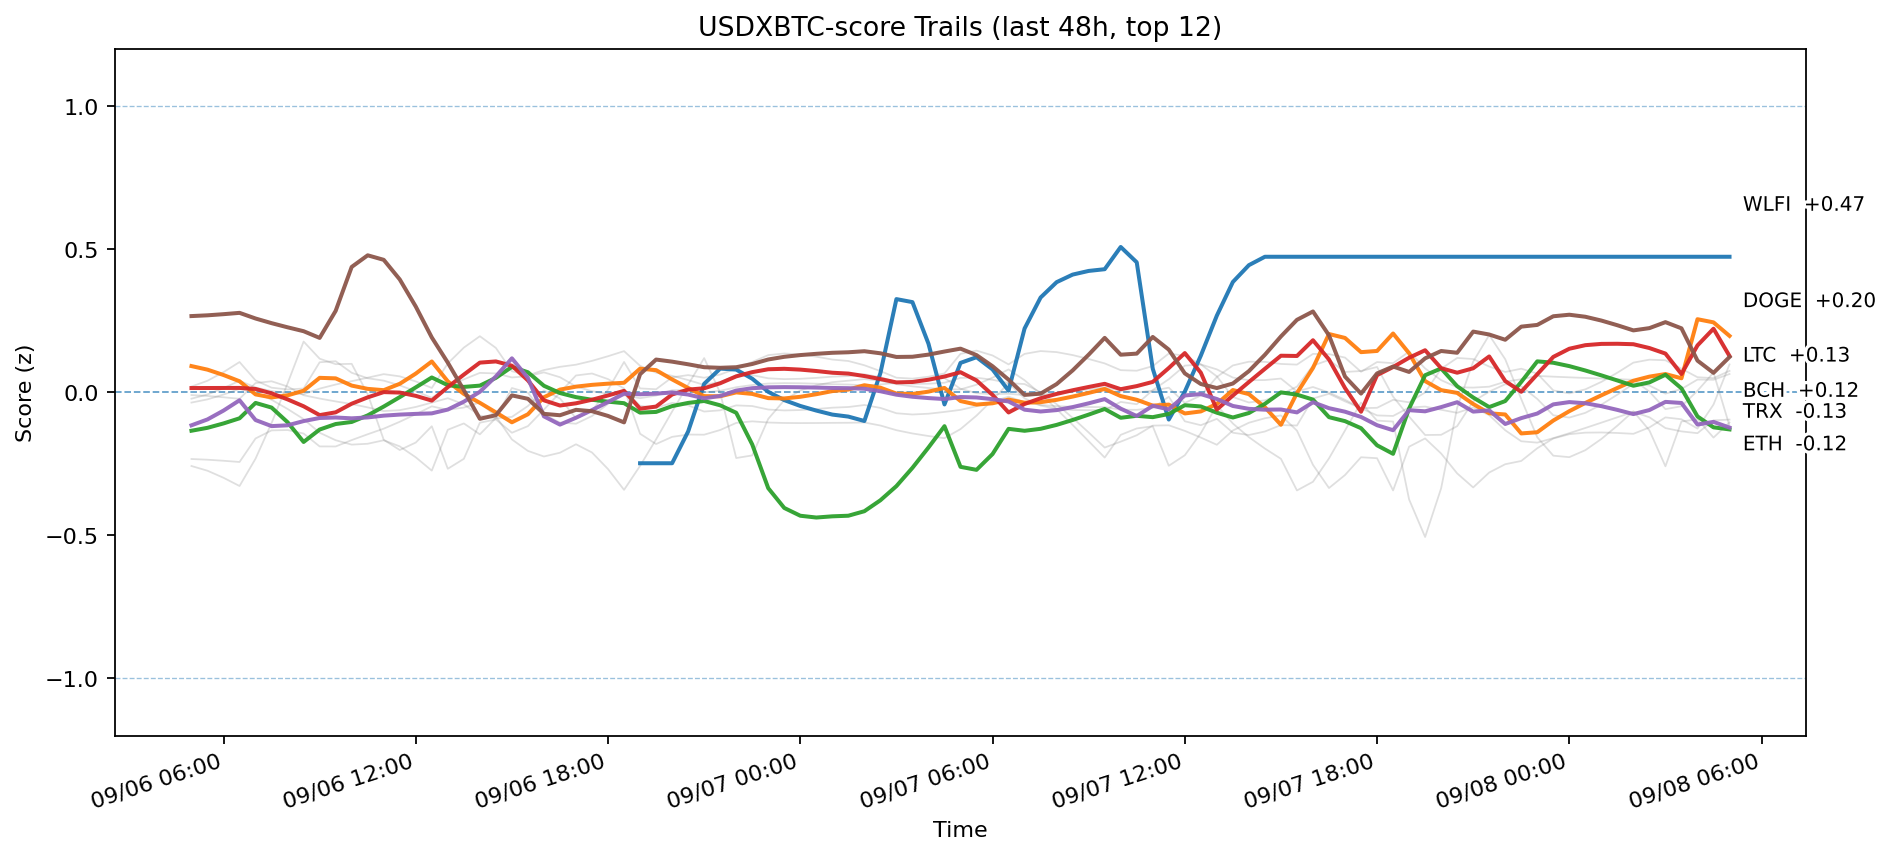 USDXBTC-score Trails (last 48h, top 12)
Score (z)
1.0
0.5
0.0
−0.5
−1.0
WLFI +0.47
DOGE +0.20
LTC +0.13
BCH +0.12
TRX -0.13
ETH -0.12
09/06 06:00
09/06 12:00
09/06 18:00
09/07 00:00
09/07 06:00
09/07 12:00
09/07 18:00
09/08 00:00
09/08 06:00
Time